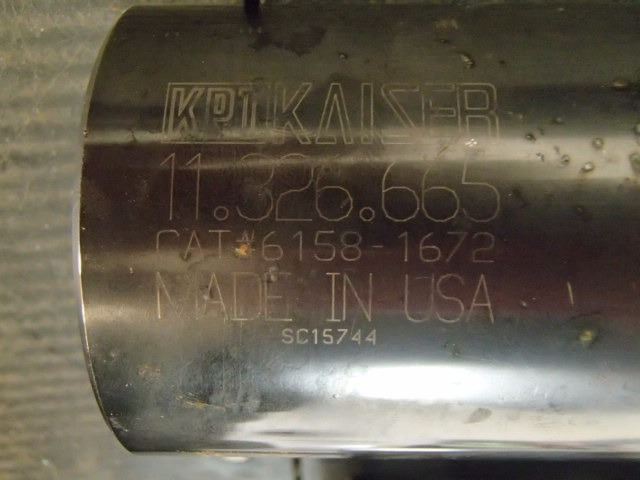 KPT KAISER
11.326.665
CAT#6158-1672
MADE IN USA
SC15744